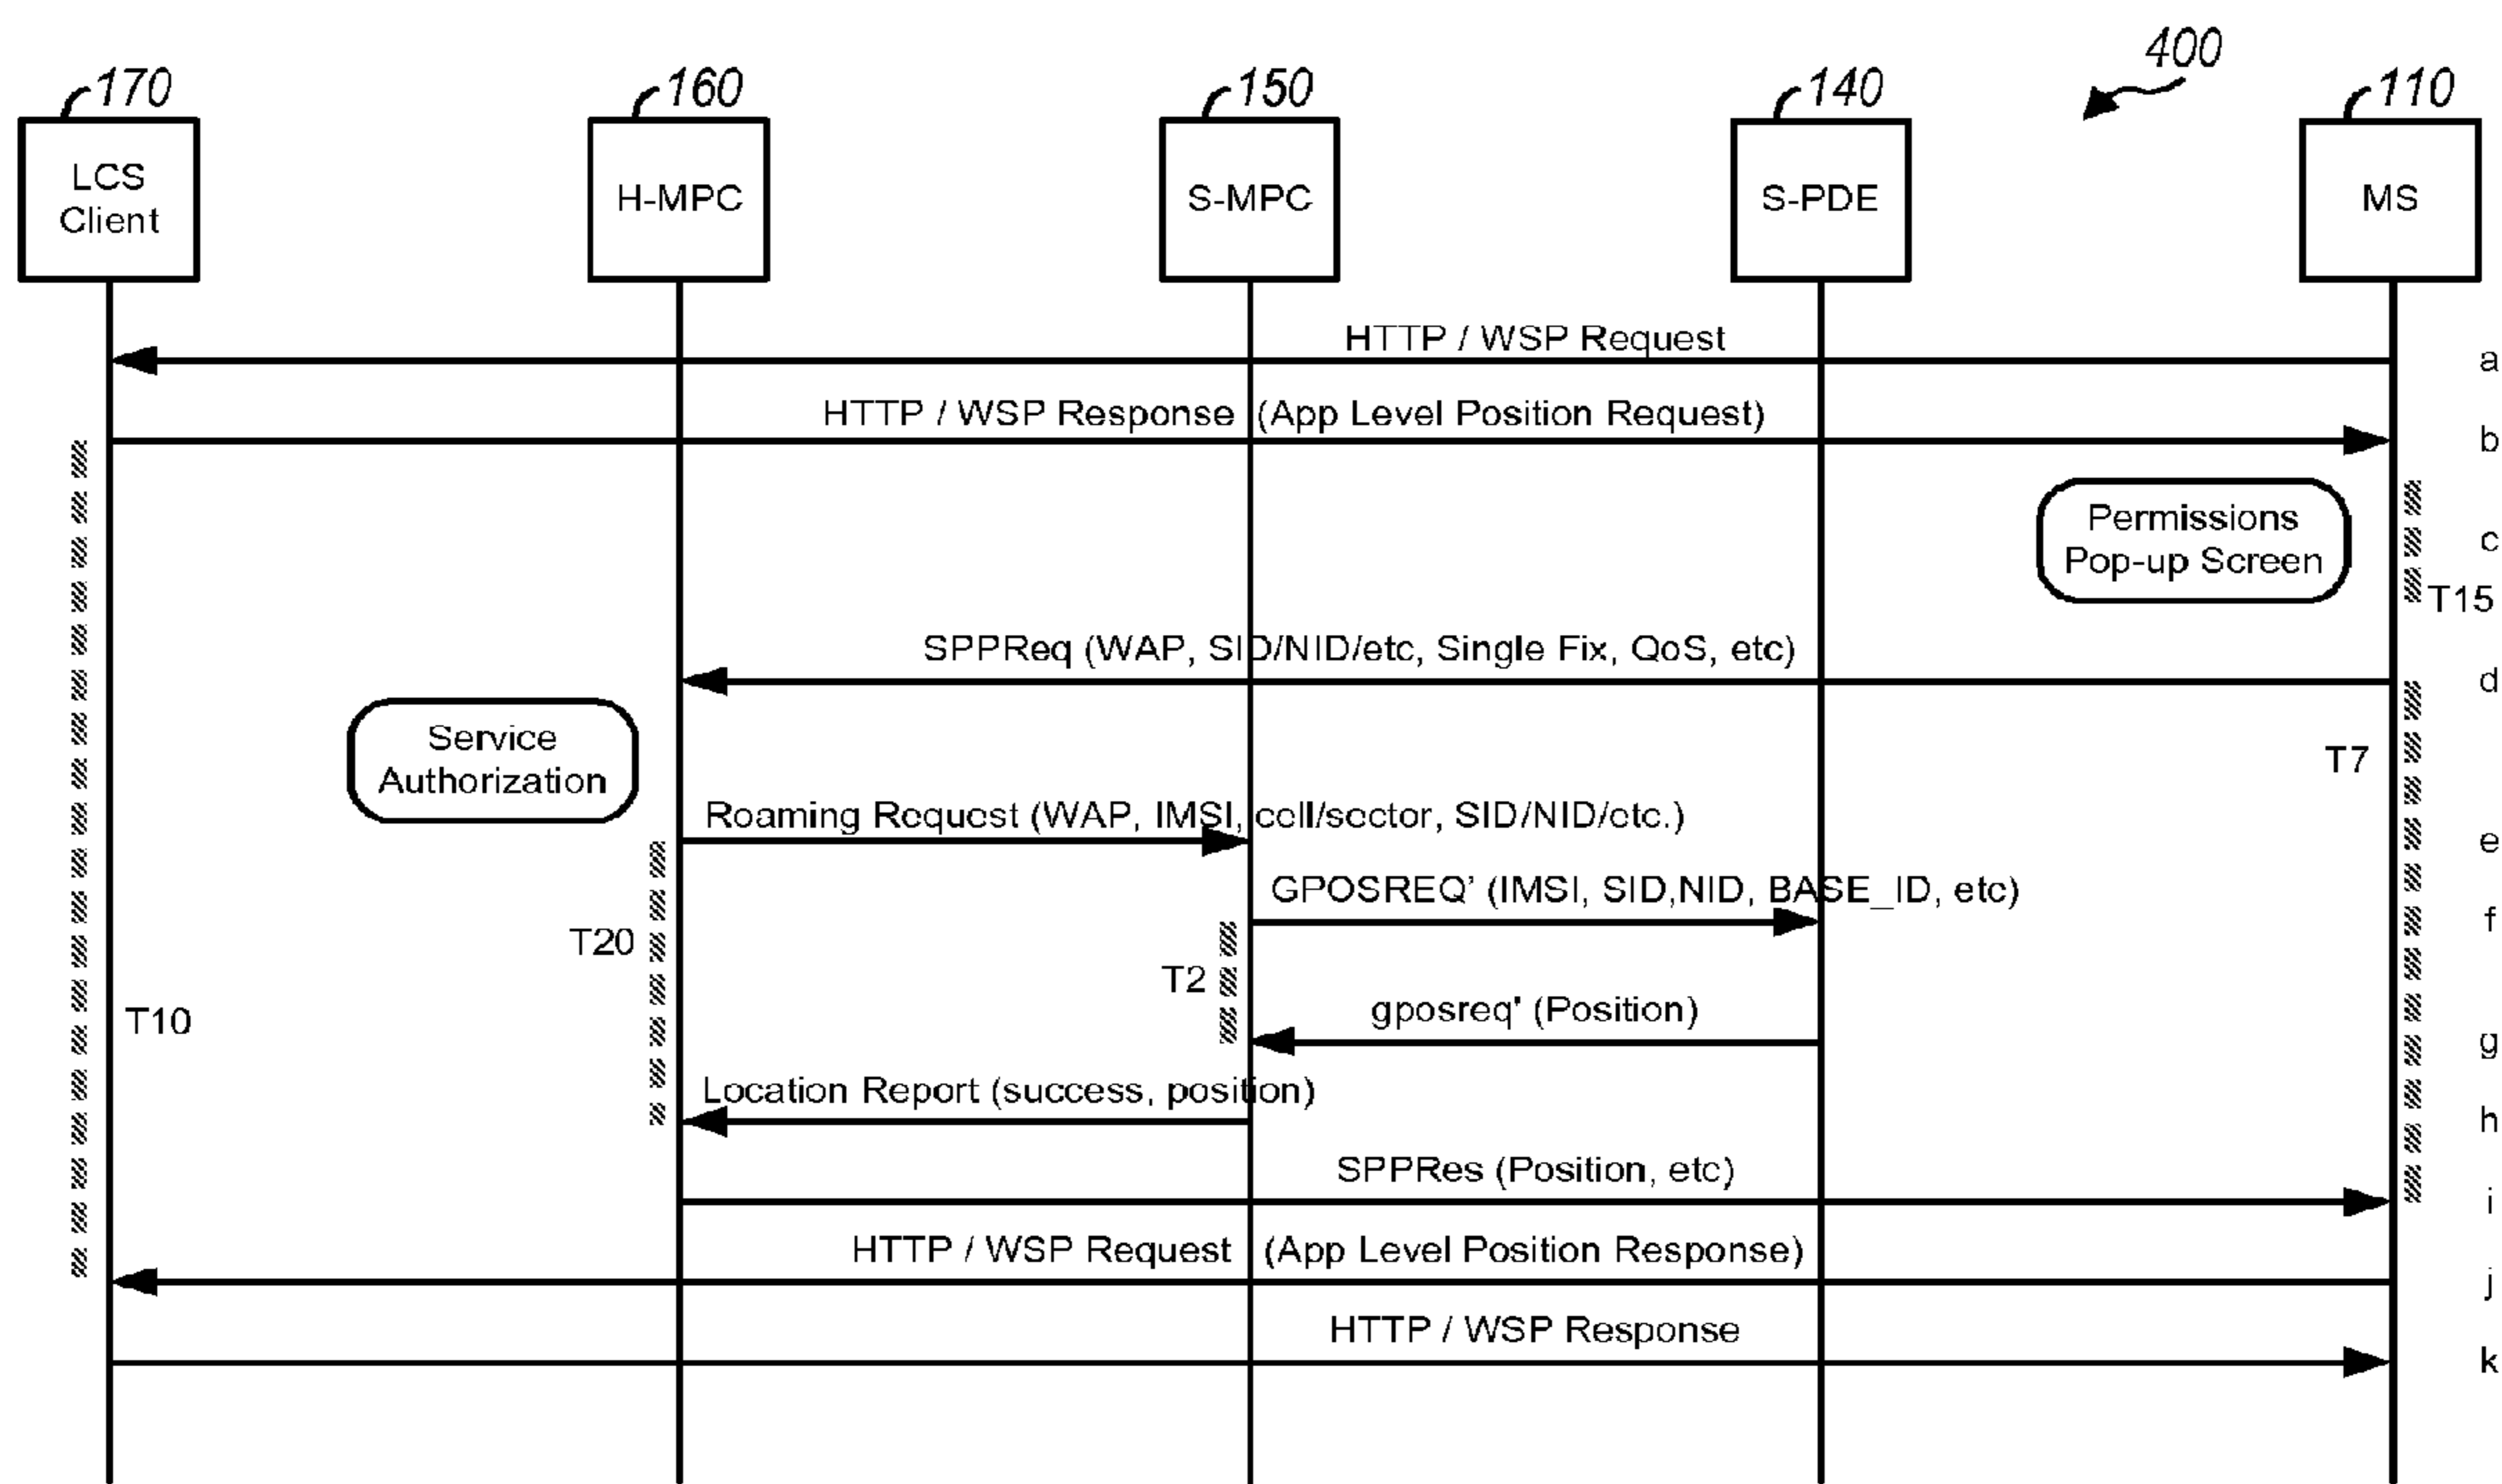 400
170
160
150
140
110
LCS
Client
H-MPC
S-MPC
S-PDE
MS
HTTP / WSP Request
a
HTTP / WSP Response (App Level Position Request)
b
Permissions
Pop-up Screen
c
T15
SPPReq (WAP, SID/NID/etc, Single Fix, QoS, etc)
d
Service
Authorization
T7
Roaming Request (WAP, IMSI, cell/sector, SID/NID/etc.)
e
GPOSREQ' (IMSI, SID,NID, BASE_ID, etc)
f
T20
T2
gposreq' (Position)
T10
g
Location Report (success, position)
h
SPPRes (Position, etc)
i
HTTP / WSP Request (App Level Position Response)
j
HTTP / WSP Response
k